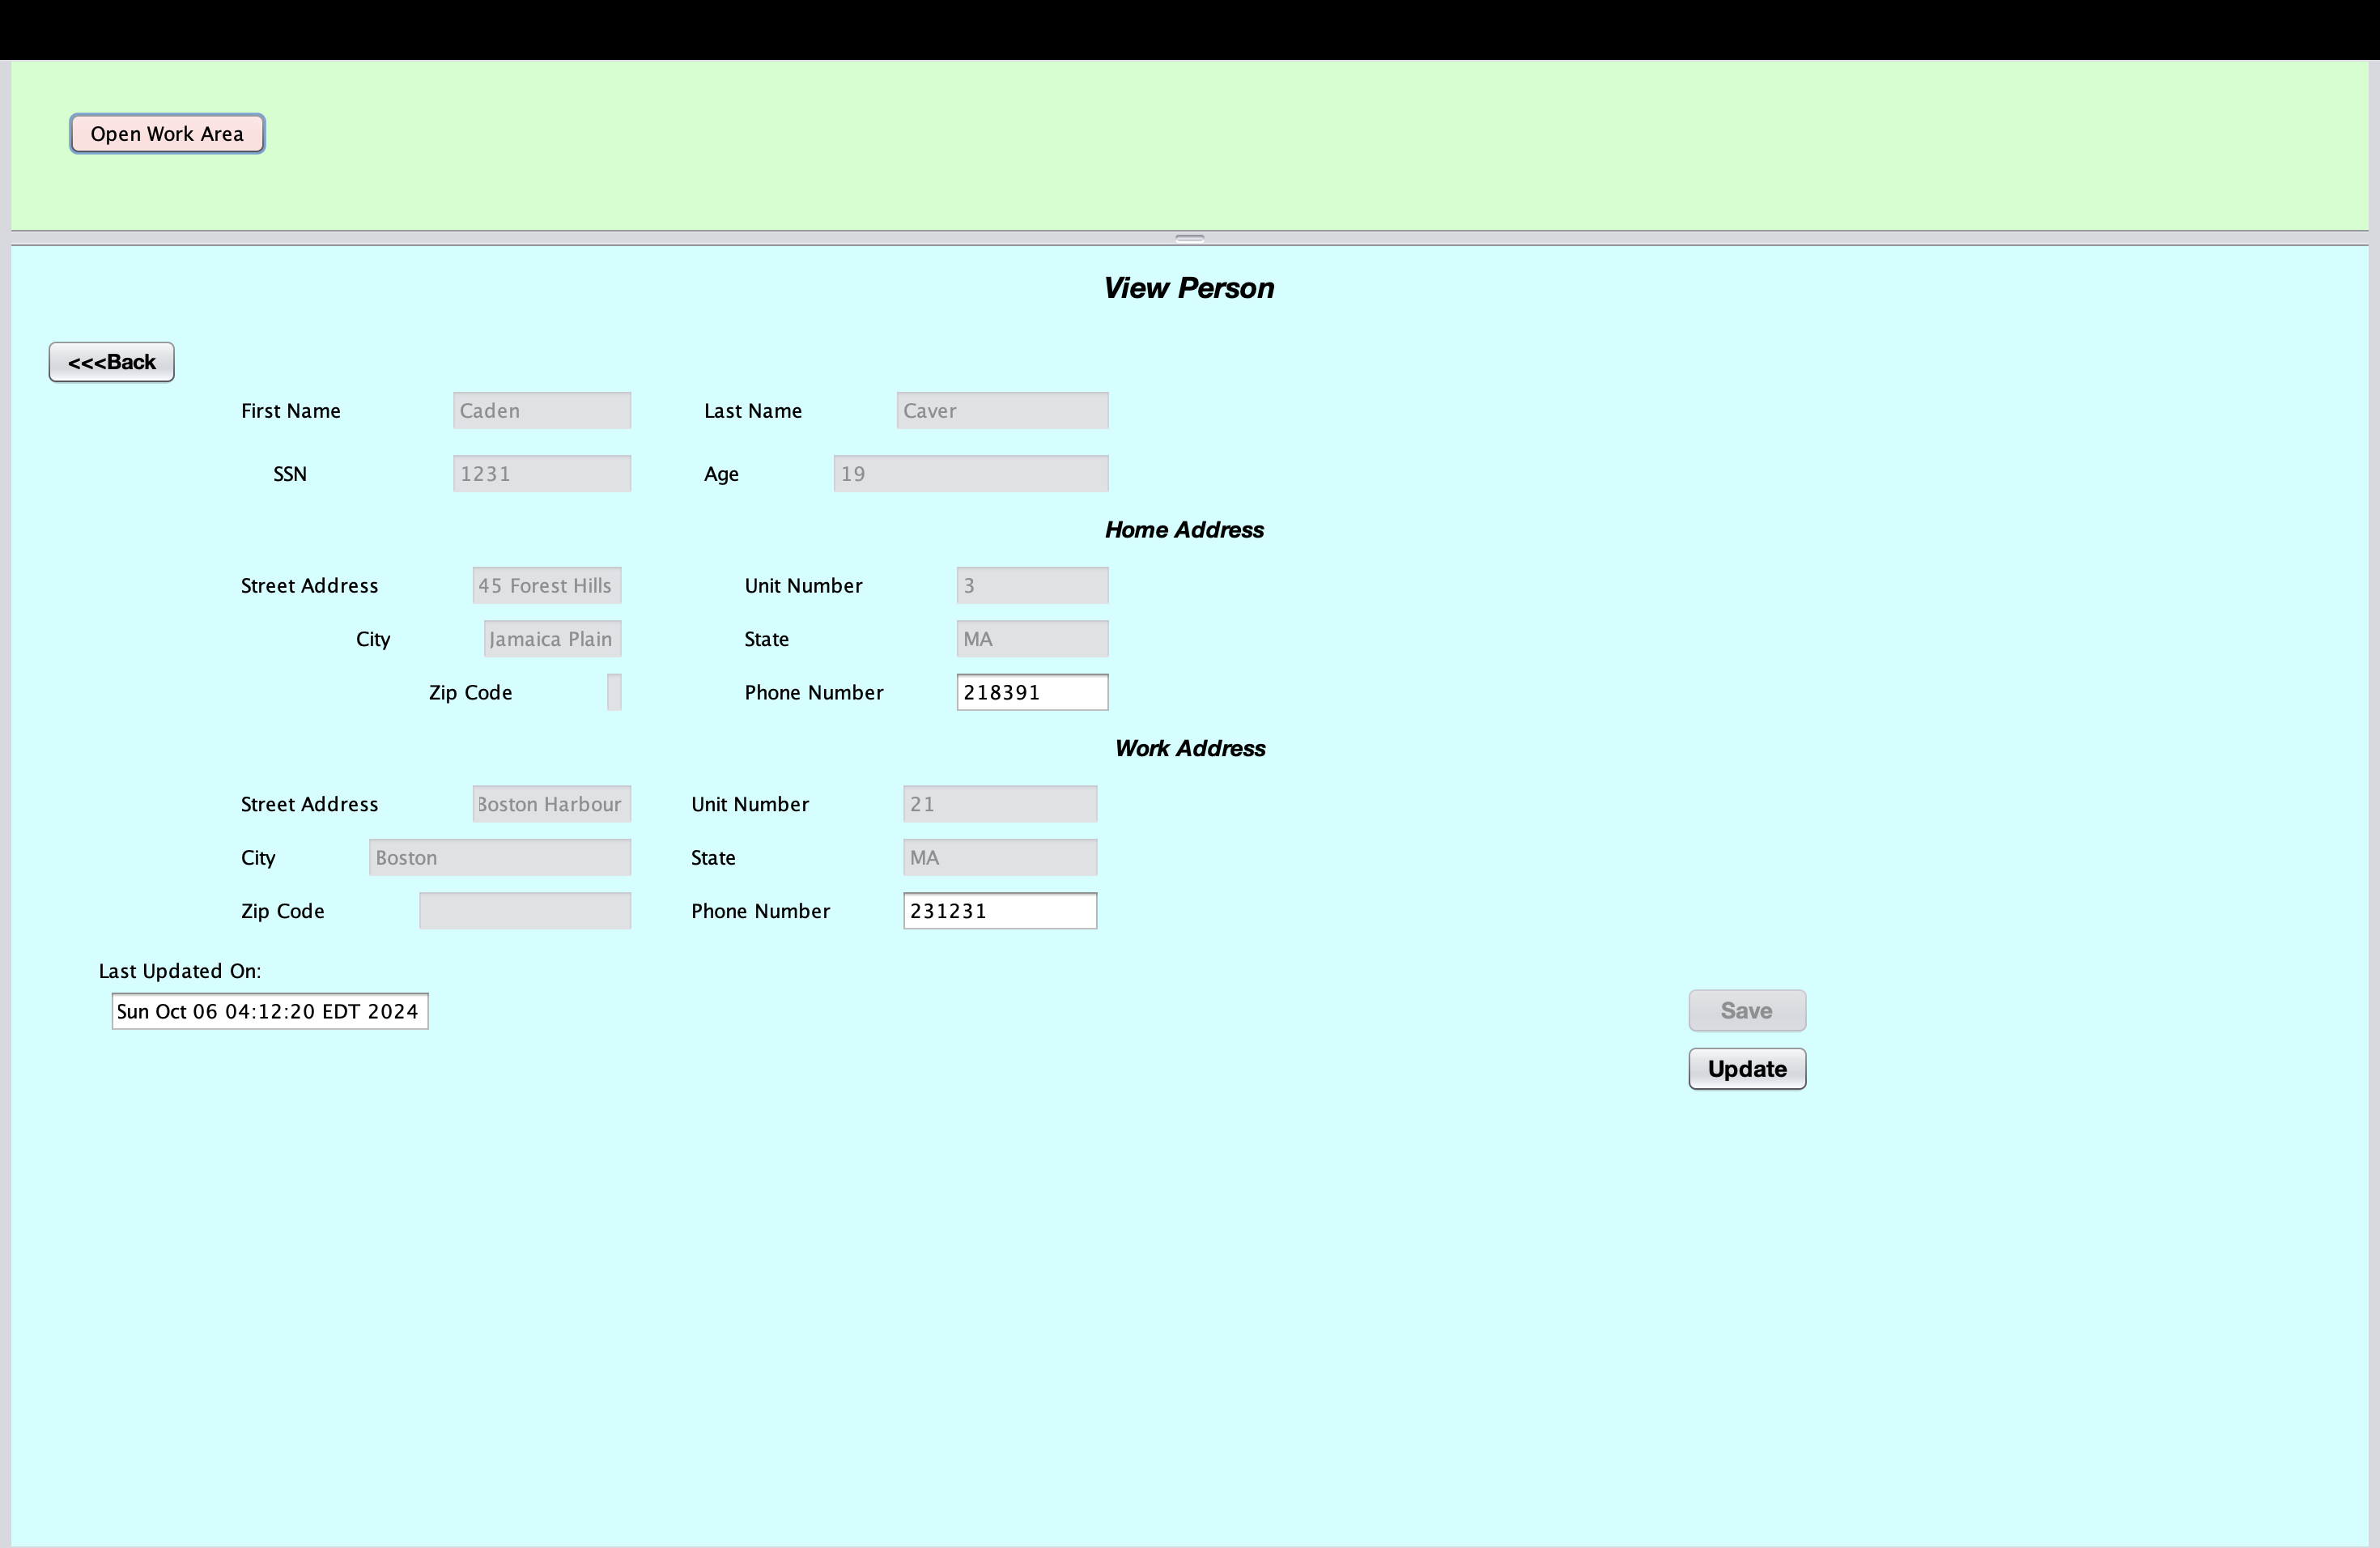 Open Work Area
View Person
<<<Back
First Name Caden Last Name Caver
SSN 1231 Age 19
Home Address
Street Address 45 Forest Hills Unit Number 3
City Jamaica Plain State MA
Zip Code Phone Number 218391
Work Address
Street Address Boston Harbour Unit Number 21
City Boston State MA
Zip Code Phone Number 231231
Last Updated On:
Sun Oct 06 04:12:20 EDT 2024
Save
Update